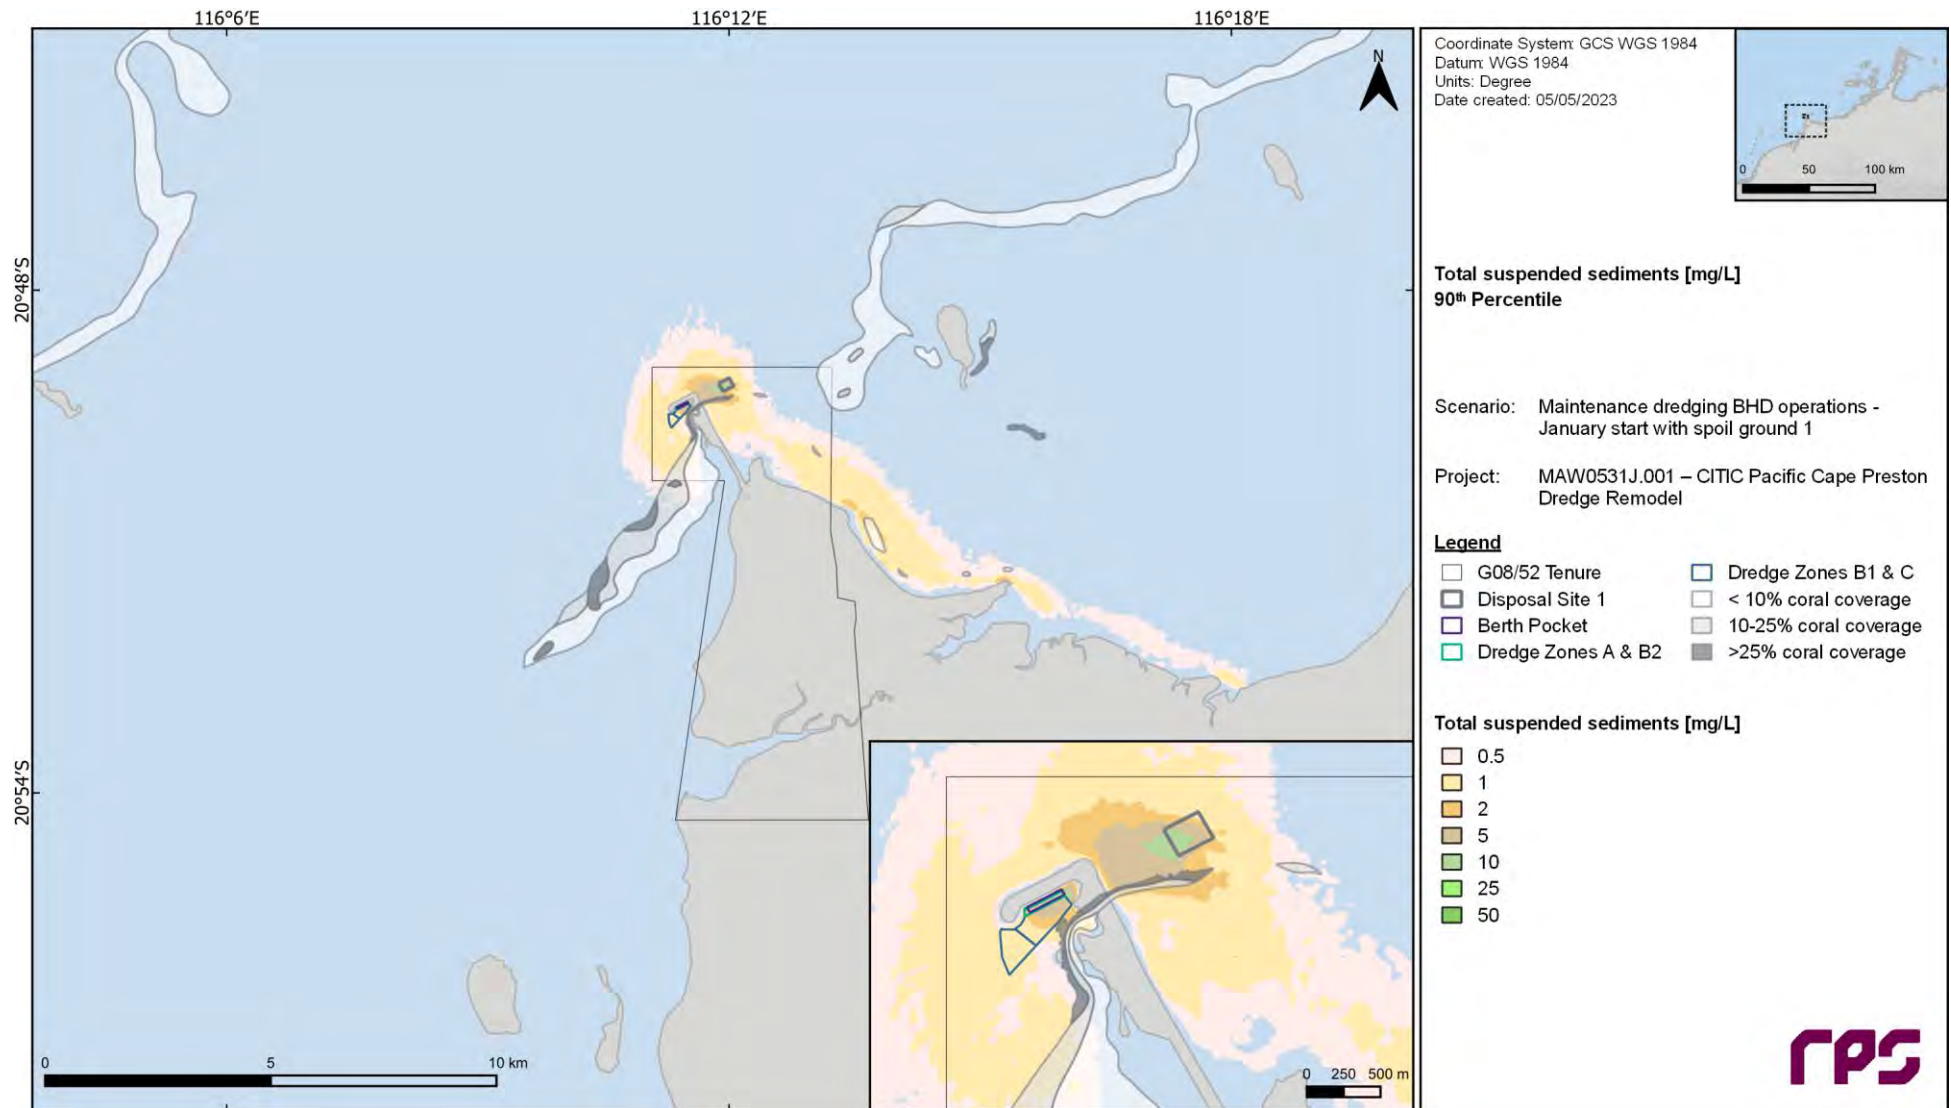 116°6′E
116°12′E
116°18′E
20°48′S
20°54′S
N
0 5 10 km
0 250 500 m
Coordinate System: GCS WGS 1984
Datum: WGS 1984
Units: Degree
Date created: 05/05/2023
0 50 100 km
Total suspended sediments [mg/L]
90th Percentile
Scenario: Maintenance dredging BHD operations -
January start with spoil ground 1
Project: MAW0531J.001 – CITIC Pacific Cape Preston
Dredge Remodel
Legend
G08/52 Tenure
Disposal Site 1
Berth Pocket
Dredge Zones A & B2
Dredge Zones B1 & C
< 10% coral coverage
10-25% coral coverage
>25% coral coverage
Total suspended sediments [mg/L]
0.5
1
2
5
10
25
50
rps